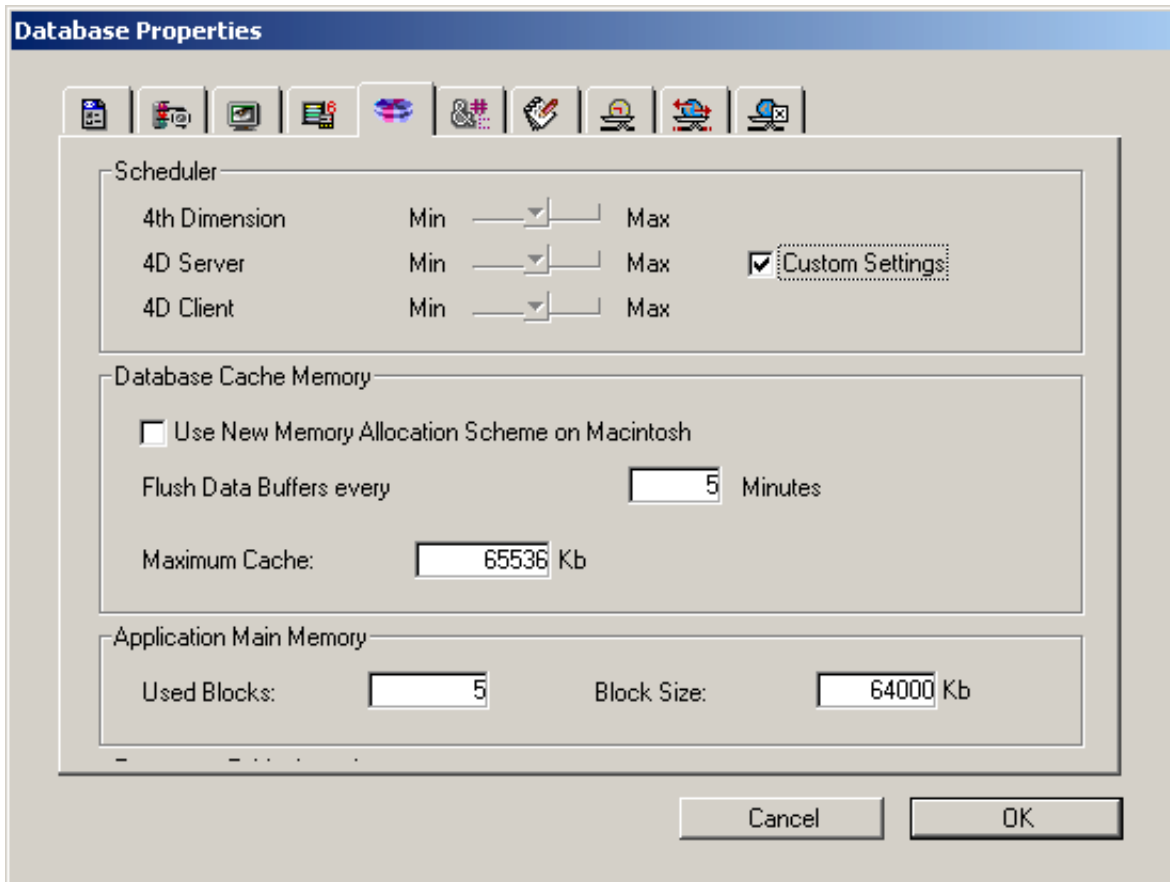 Database Properties
Scheduler
4th Dimension Min Max
4D Server Min Max Custom Settings
4D Client Min Max
Database Cache Memory
Use New Memory Allocation Scheme on Macintosh
Flush Data Buffers every 5 Minutes
Maximum Cache: 65536 Kb
Application Main Memory
Used Blocks: 5 Block Size: 64000 Kb
Cancel OK